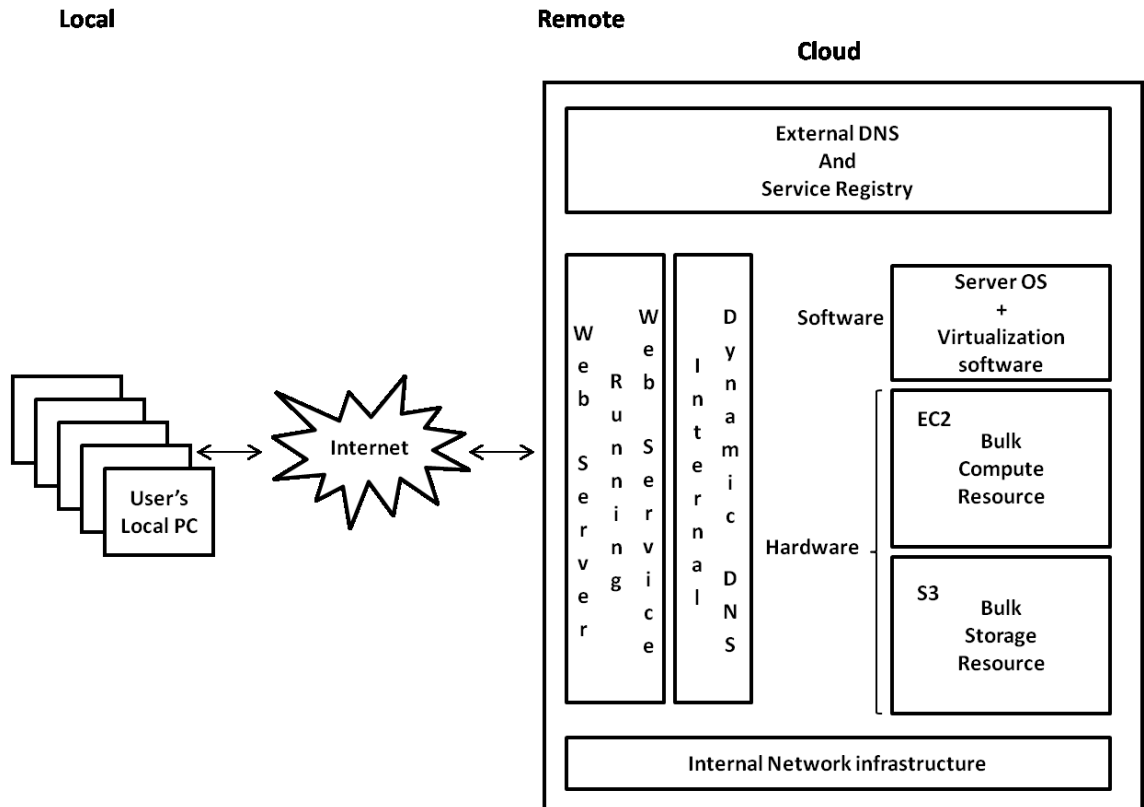 Local
Remote
Cloud
External DNS
And
Service Registry
Web Server
Running
Web Service
Internal
Dynamic DNS
Software
Server OS
+
Virtualization
software
Internet
User's
Local PC
Hardware
EC2
Bulk
Compute
Resource
S3
Bulk
Storage
Resource
Internal Network infrastructure